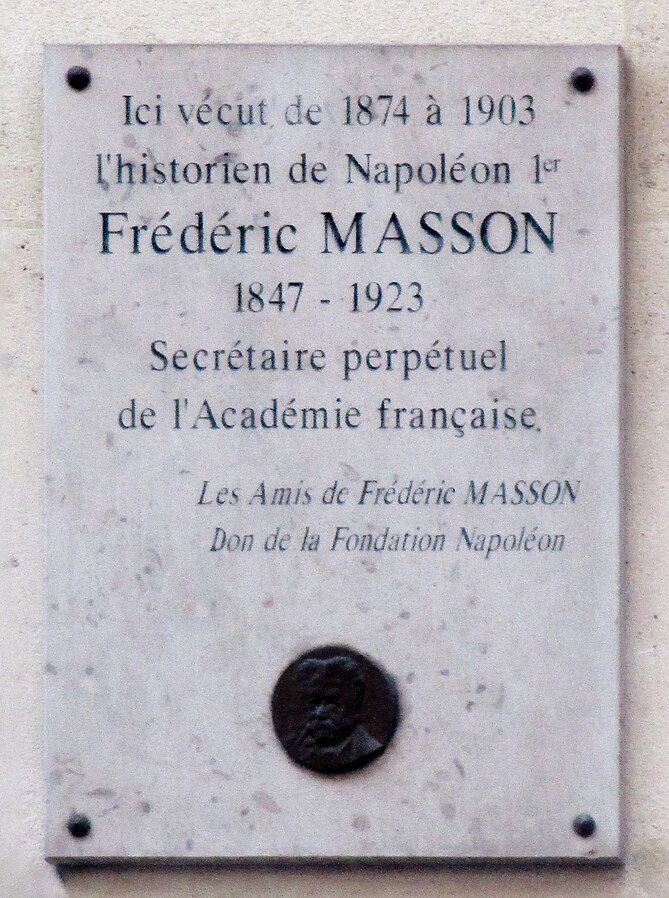 Ici vécut de 1874 à 1903
l'historien de Napoléon 1er
Frédéric MASSON
1847 - 1923
Secrétaire perpétuel
de l'Académie française.
Les Amis de Frédéric MASSON
Don de la Fondation Napoléon